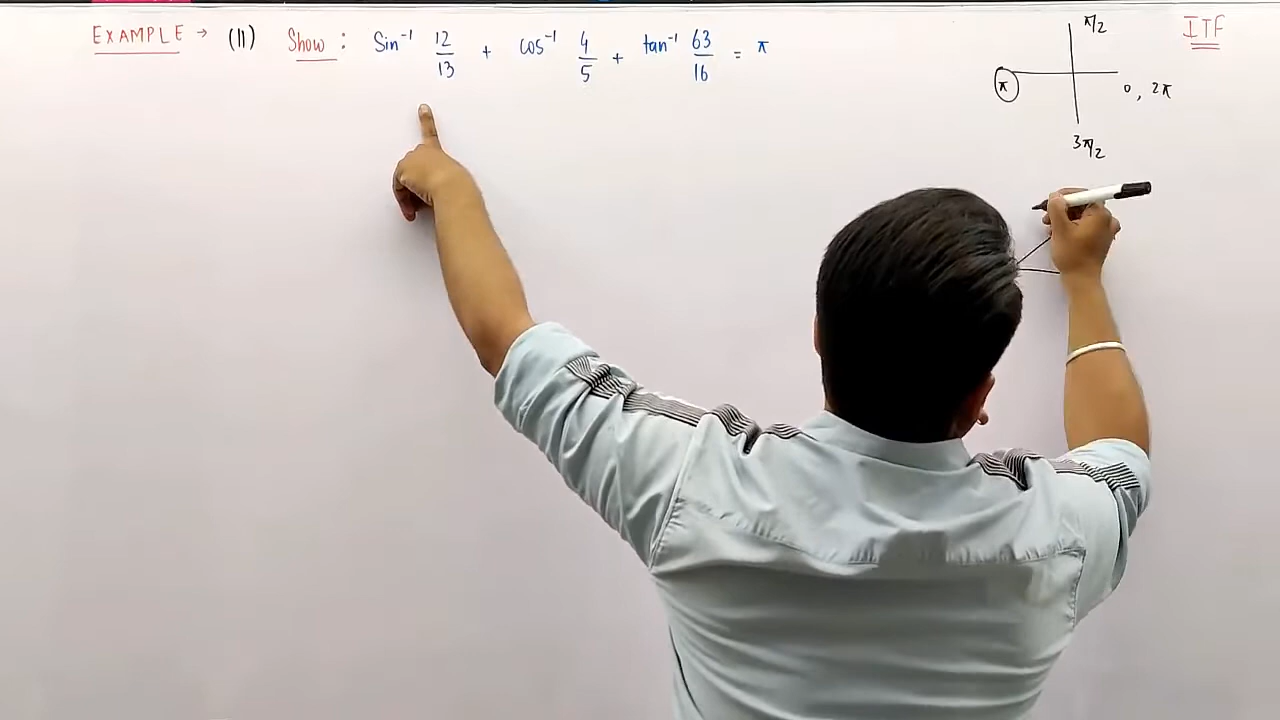 EXAMPLE → (11) Show : Sin⁻¹ 12/13 + cos⁻¹ 4/5 + tan⁻¹ 63/16 = π
ITF
π/2
π
0, 2π
3π/2